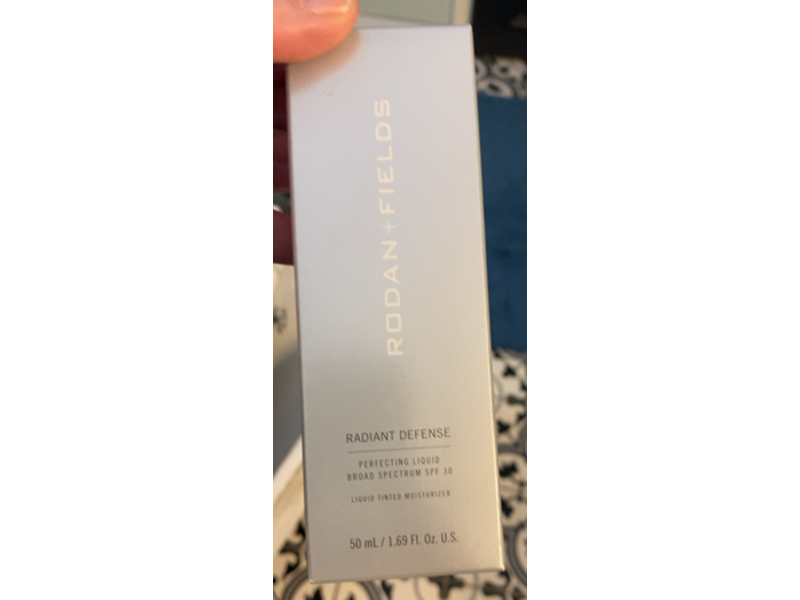 RODAN+FIELDS
RADIANT DEFENSE
PERFECTING LIQUID
BROAD SPECTRUM SPF 30
LIQUID TINTED MOISTURIZER
50 mL / 1.69 Fl. Oz. U.S.